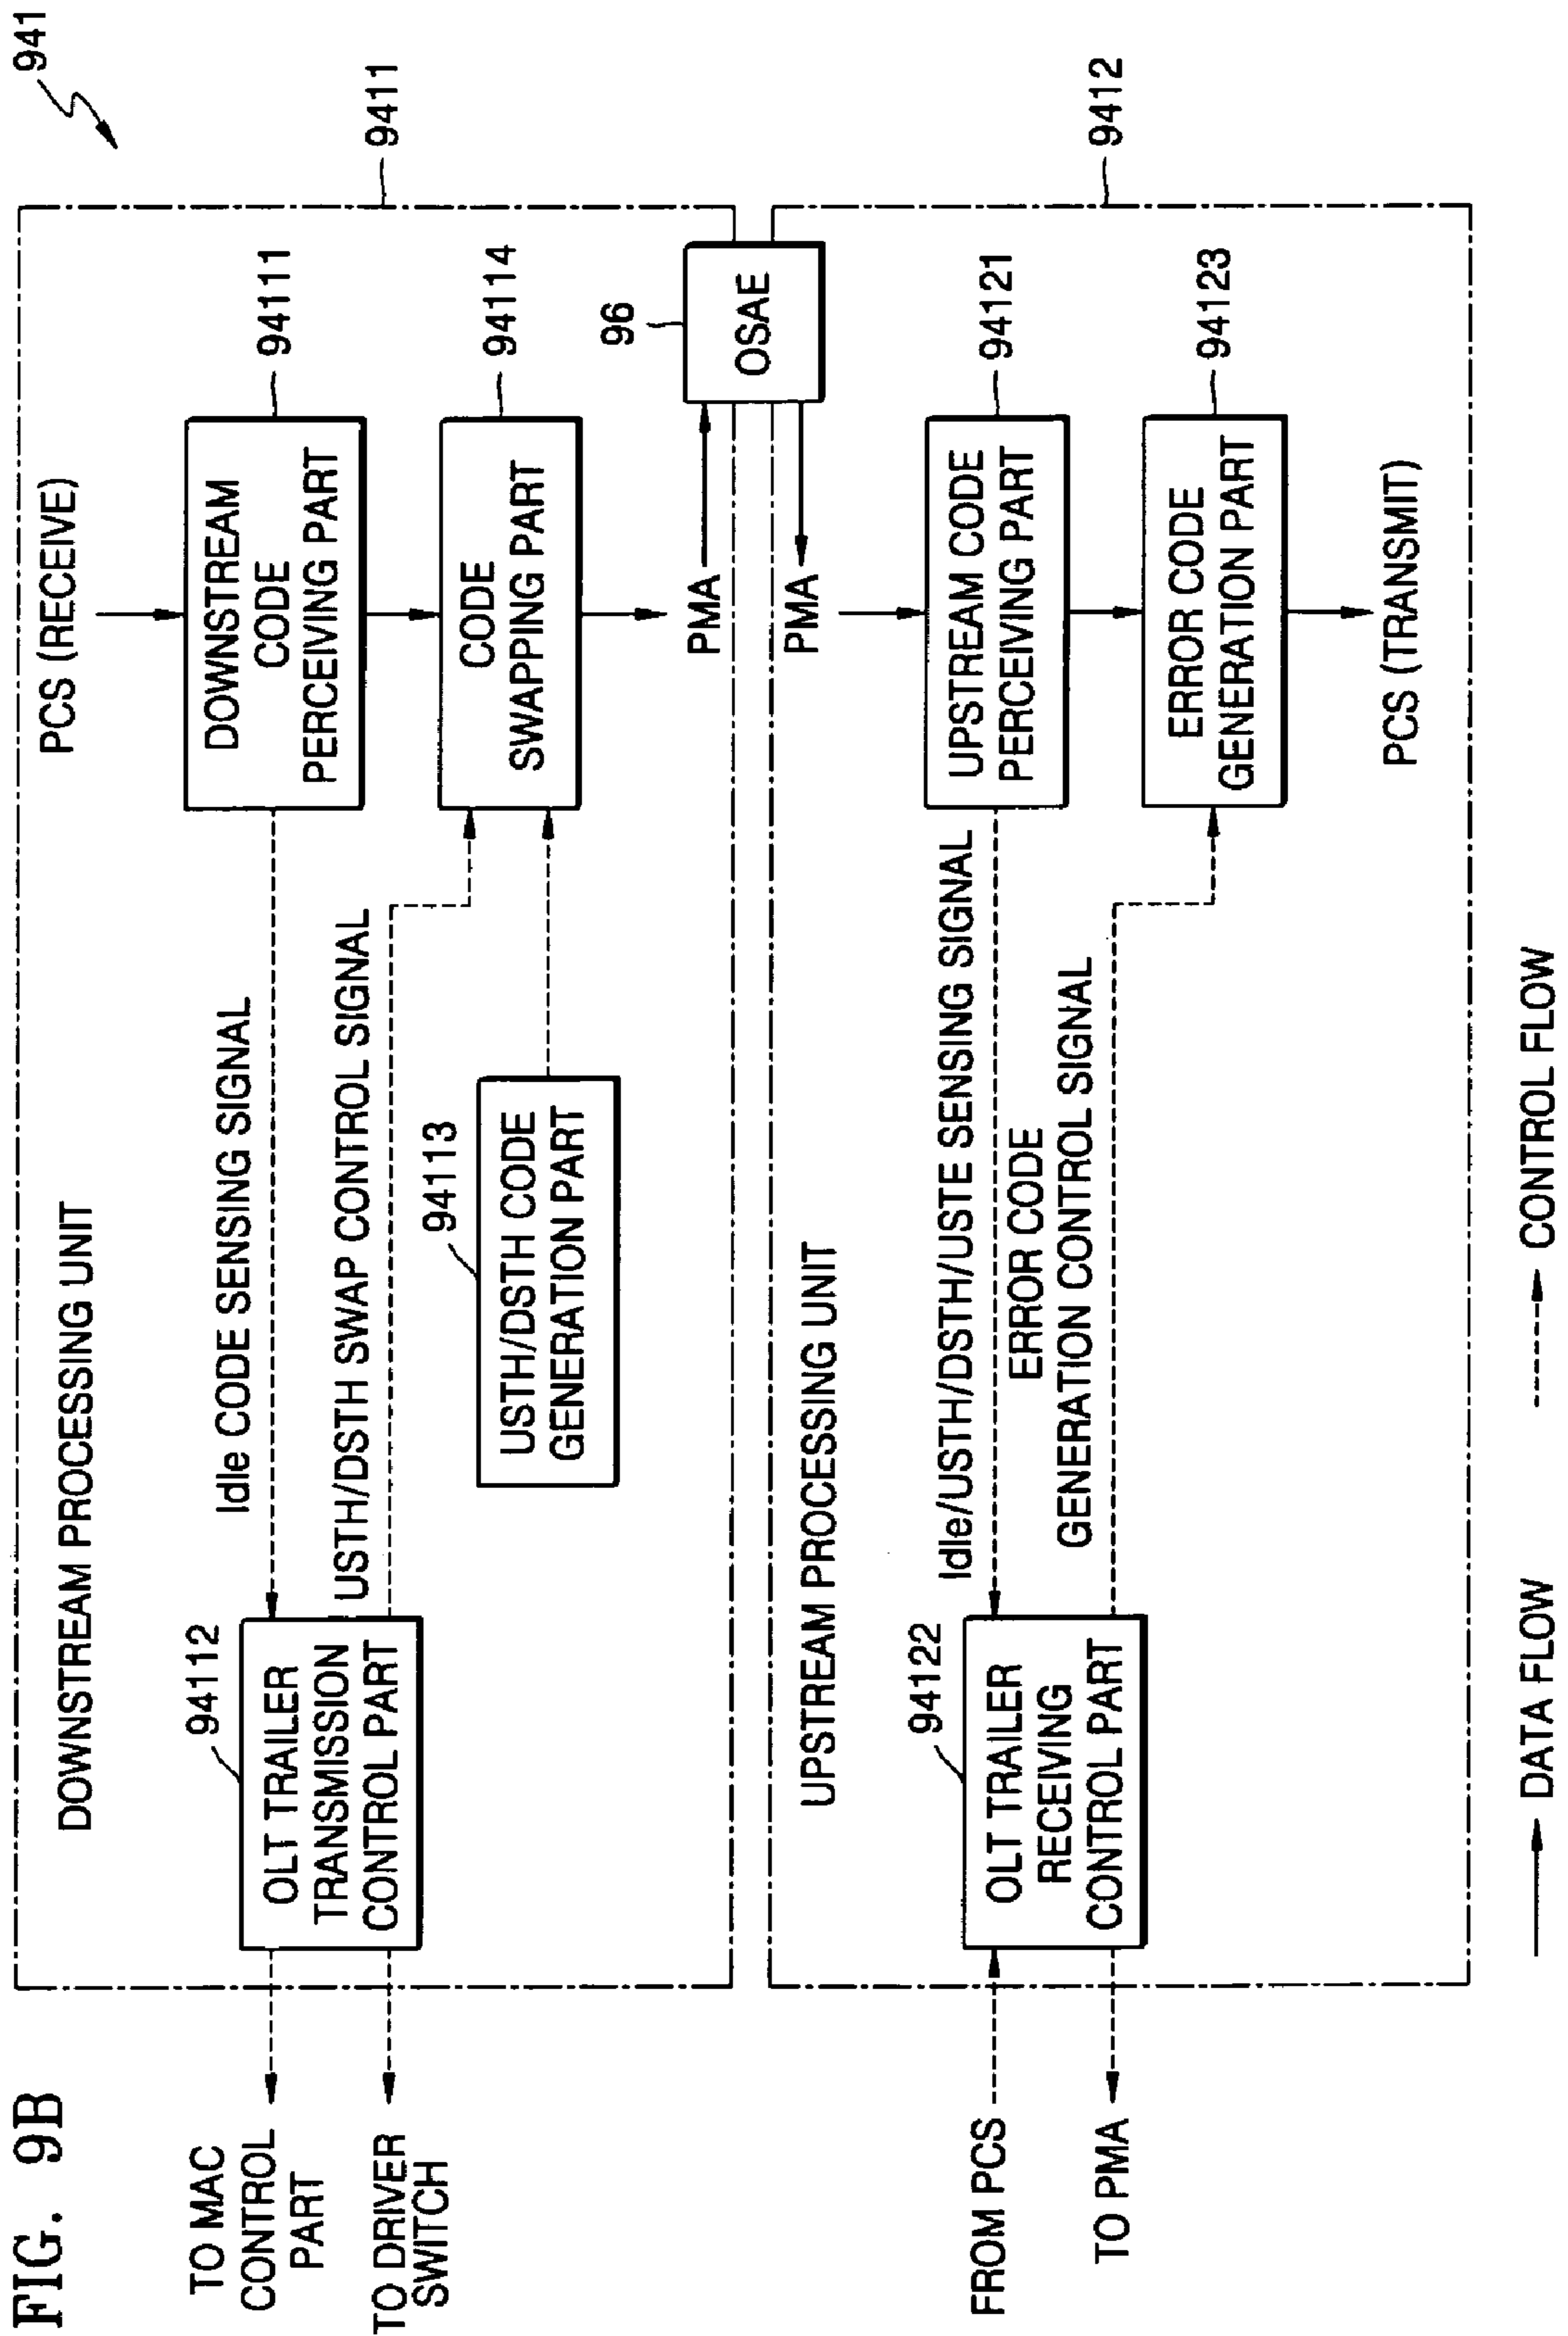 FIG. 9B
941
DOWNSTREAM PROCESSING UNIT
9411
PCS (RECEIVE)
94112
OLT TRAILER
TRANSMISSION
CONTROL PART
TO MAC
CONTROL
PART
TO DRIVER
SWITCH
Idle CODE SENSING SIGNAL
USTH/DSTH SWAP CONTROL SIGNAL
94113
USTH/DSTH CODE
GENERATION PART
DOWNSTREAM
CODE
PERCEIVING PART
94111
CODE
SWAPPING PART
94114
PMA
96
OSAE
PMA
UPSTREAM PROCESSING UNIT
9412
94122
OLT TRAILER
RECEIVING
CONTROL PART
FROM PCS
TO PMA
Idle/USTH/DSTH/USTE SENSING SIGNAL
ERROR CODE
GENERATION CONTROL SIGNAL
UPSTREAM CODE
PERCEIVING PART
94121
ERROR CODE
GENERATION PART
94123
PCS (TRANSMIT)
DATA FLOW
CONTROL FLOW